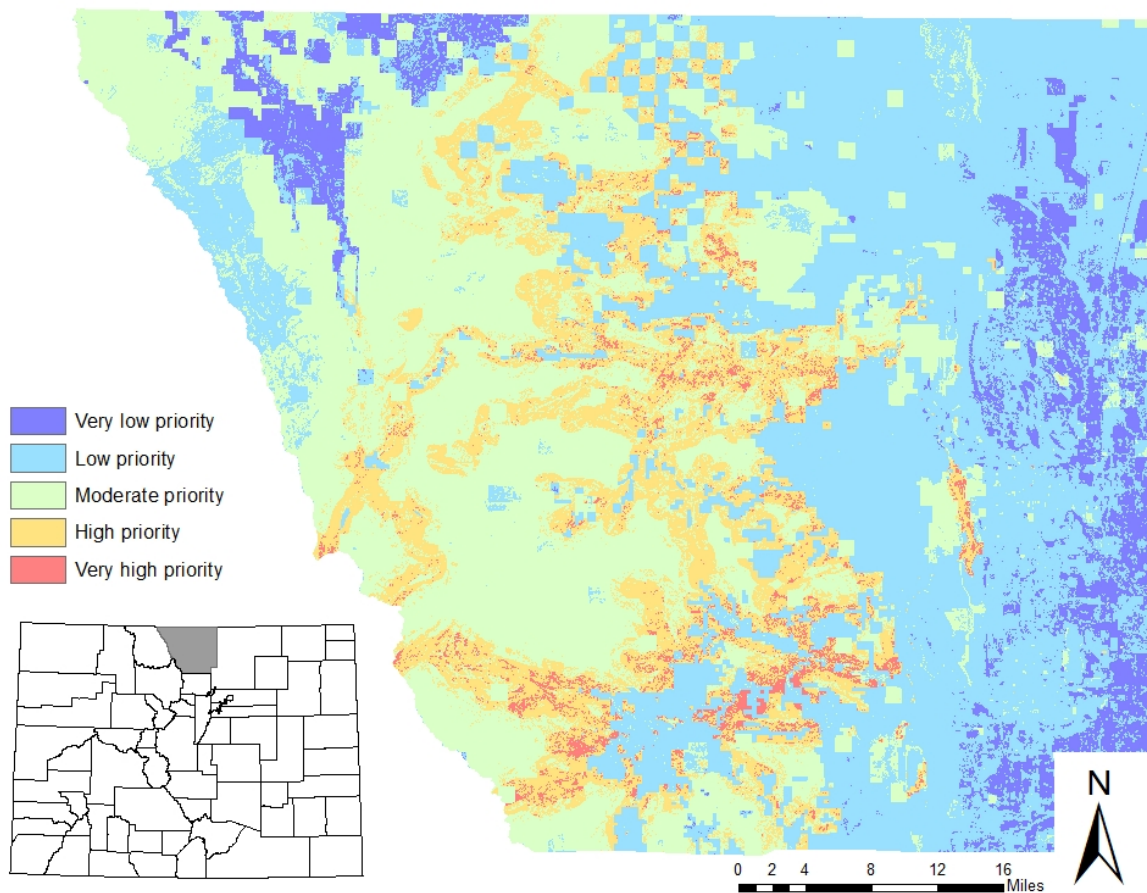 Very low priority
Low priority
Moderate priority
High priority
Very high priority
N
0 2 4 8 12 16
Miles